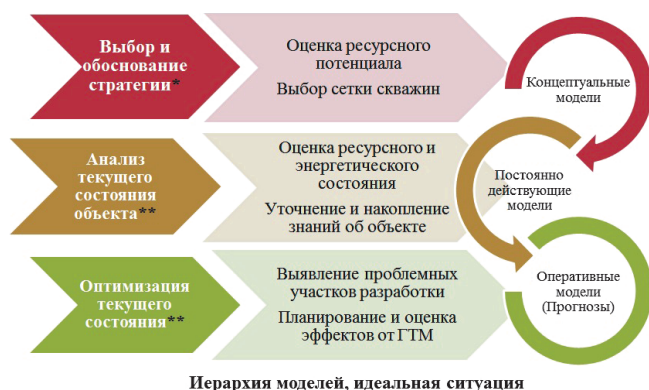 Выбор и
обоснование
стратегии*
Оценка ресурсного
потенциала
Выбор сетки скважин
Концептуальные
модели
Анализ
текущего
состояния
объекта**
Оценка ресурсного и
энергетического
состояния
Уточнение и накопление
знаний об объекте
Постоянно
действующие
модели
Оптимизация
текущего
состояния**
Выявление проблемных
участков разработки
Планирование и оценка
эффектов от ГТМ
Оперативные
модели
(Прогнозы)
Иерархия моделей, идеальная ситуация